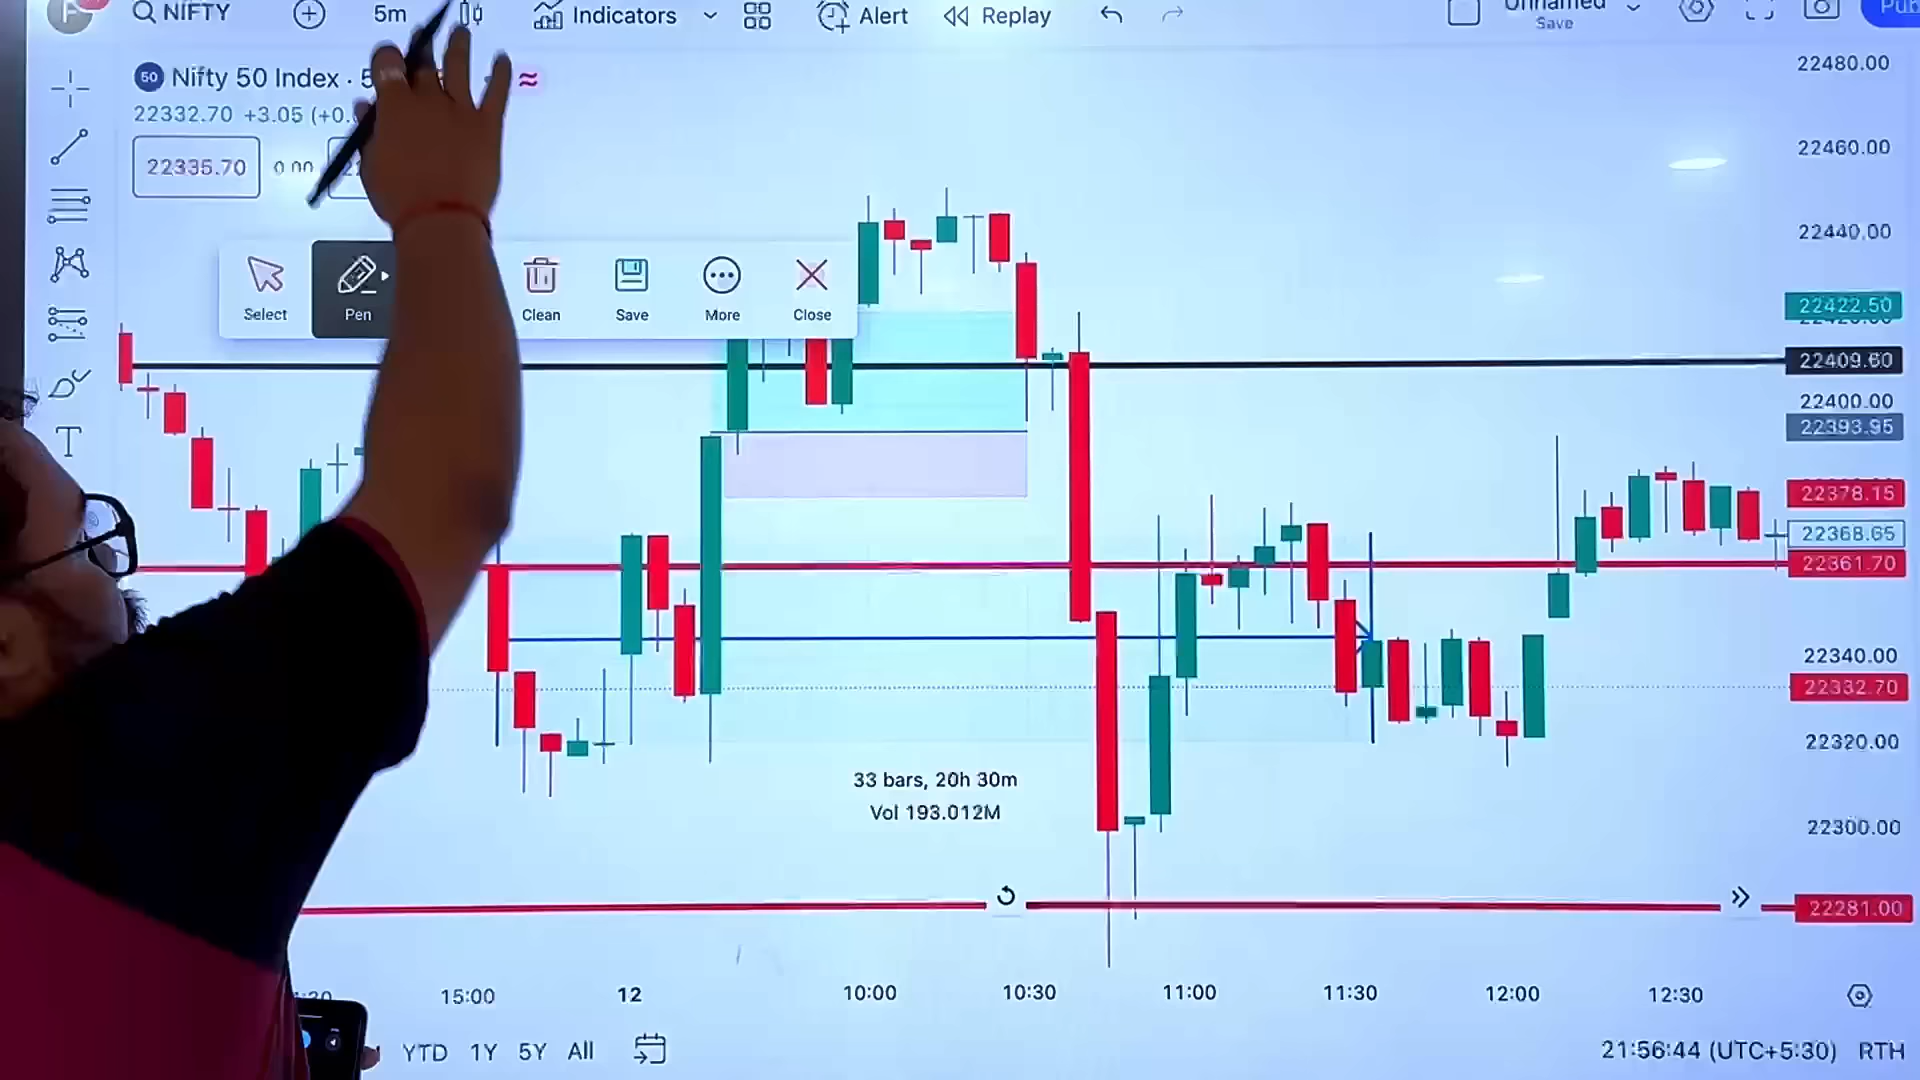 NIFTY
5m
Indicators
Alert
Replay
Unnamed
Save
Pub
50
Nifty 50 Index · 5
22332.70 +3.05 (+0.
22335.70
0.00
Select
Pen
Clean
Save
More
Close
22480.00
22460.00
22440.00
22422.50
22409.60
22400.00
22393.95
22378.15
22368.65
22361.70
22340.00
22332.70
22320.00
22300.00
22281.00
33 bars, 20h 30m
Vol 193.012M
15:00
12
10:00
10:30
11:00
11:30
12:00
12:30
YTD
1Y
5Y
All
21:56:44 (UTC+5:30)
RTH